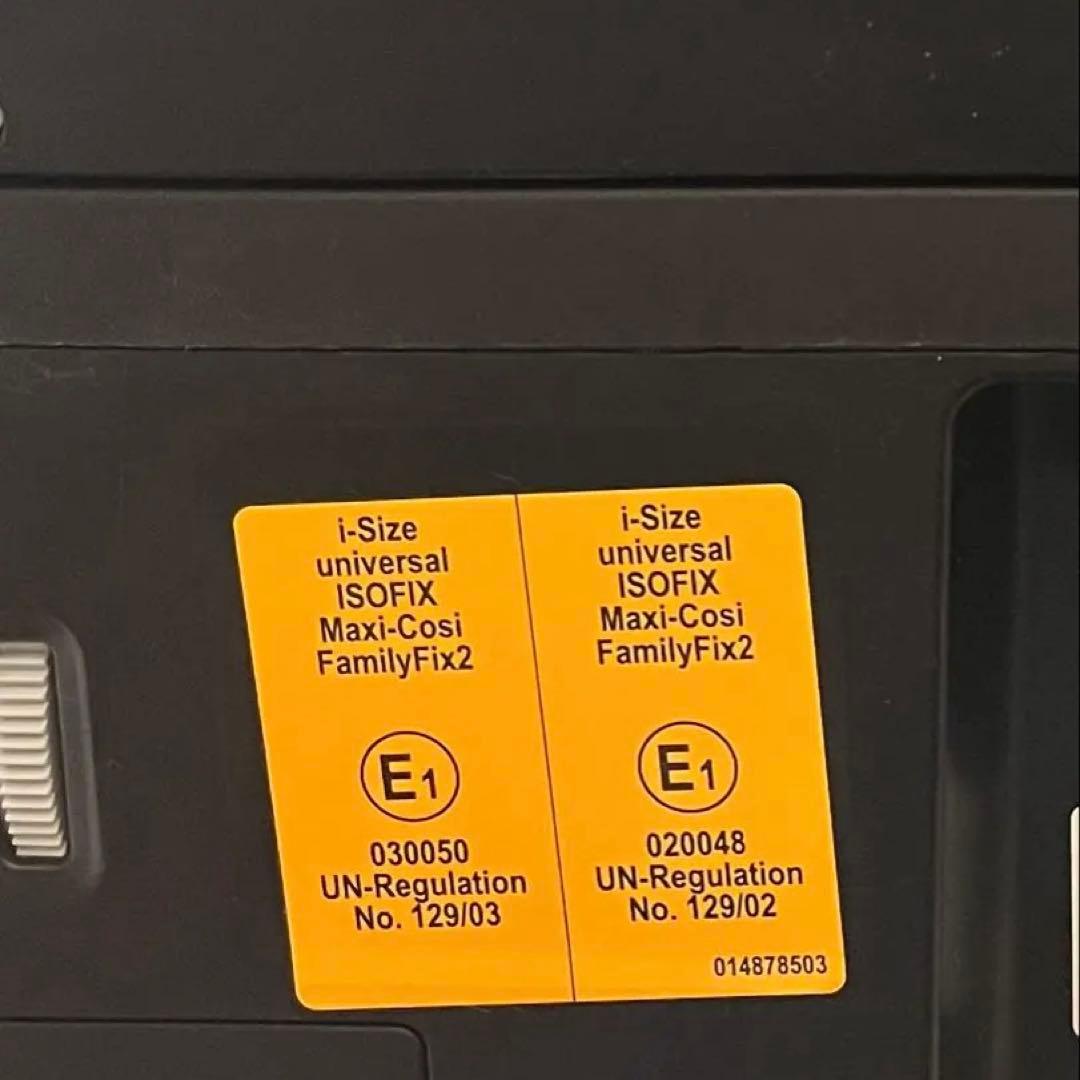 i-Size
universal
ISOFIX
Maxi-Cosi
FamilyFix2
E1
030050
UN-Regulation
No. 129/03
i-Size
universal
ISOFIX
Maxi-Cosi
FamilyFix2
E1
020048
UN-Regulation
No. 129/02
014878503